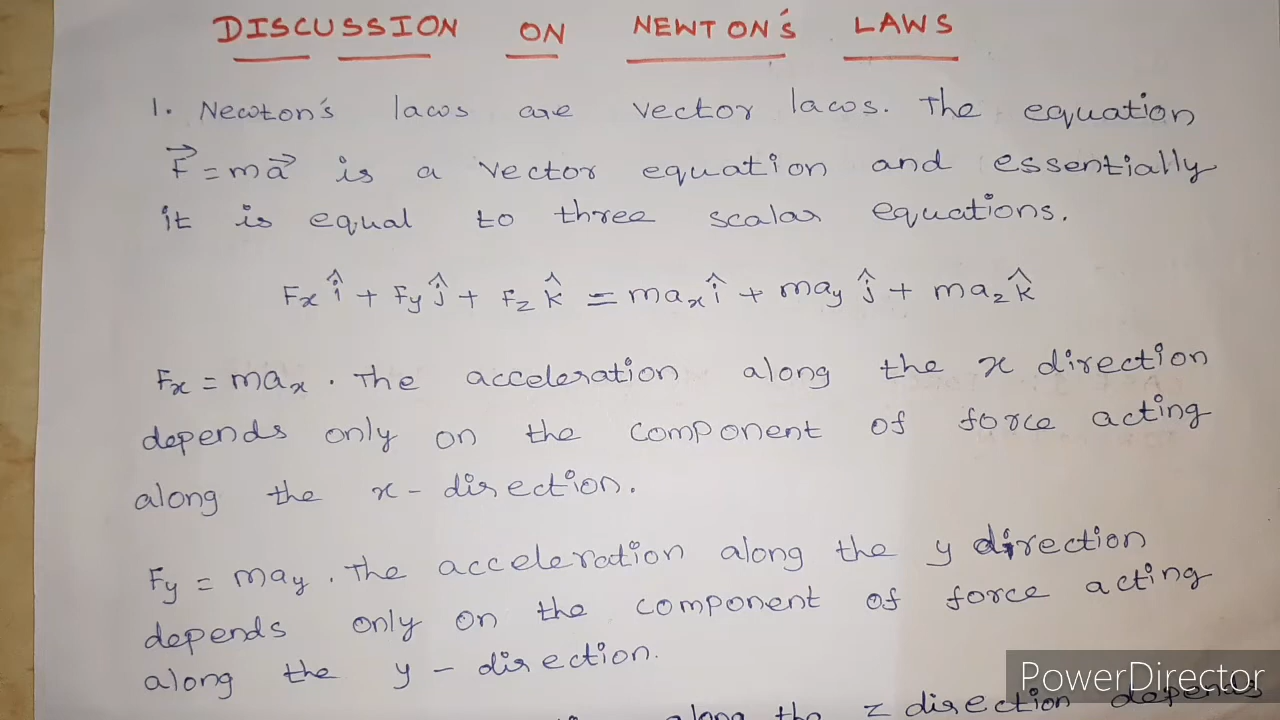 DISCUSSION ON NEWTON'S LAWS
1. Newton's laws are vector laws. The equation
F⃗ = ma⃗ is a vector equation and essentially
it is equal to three scalar equations.
Fx î + Fy ĵ + Fz k̂ = max î + may ĵ + maz k̂
Fx = max. The acceleration along the x direction
depends only on the component of force acting
along the x- direction.
Fy = may. The acceleration along the y direction
depends only on the component of force acting
along the y - direction.
along the z direction depends
PowerDirector